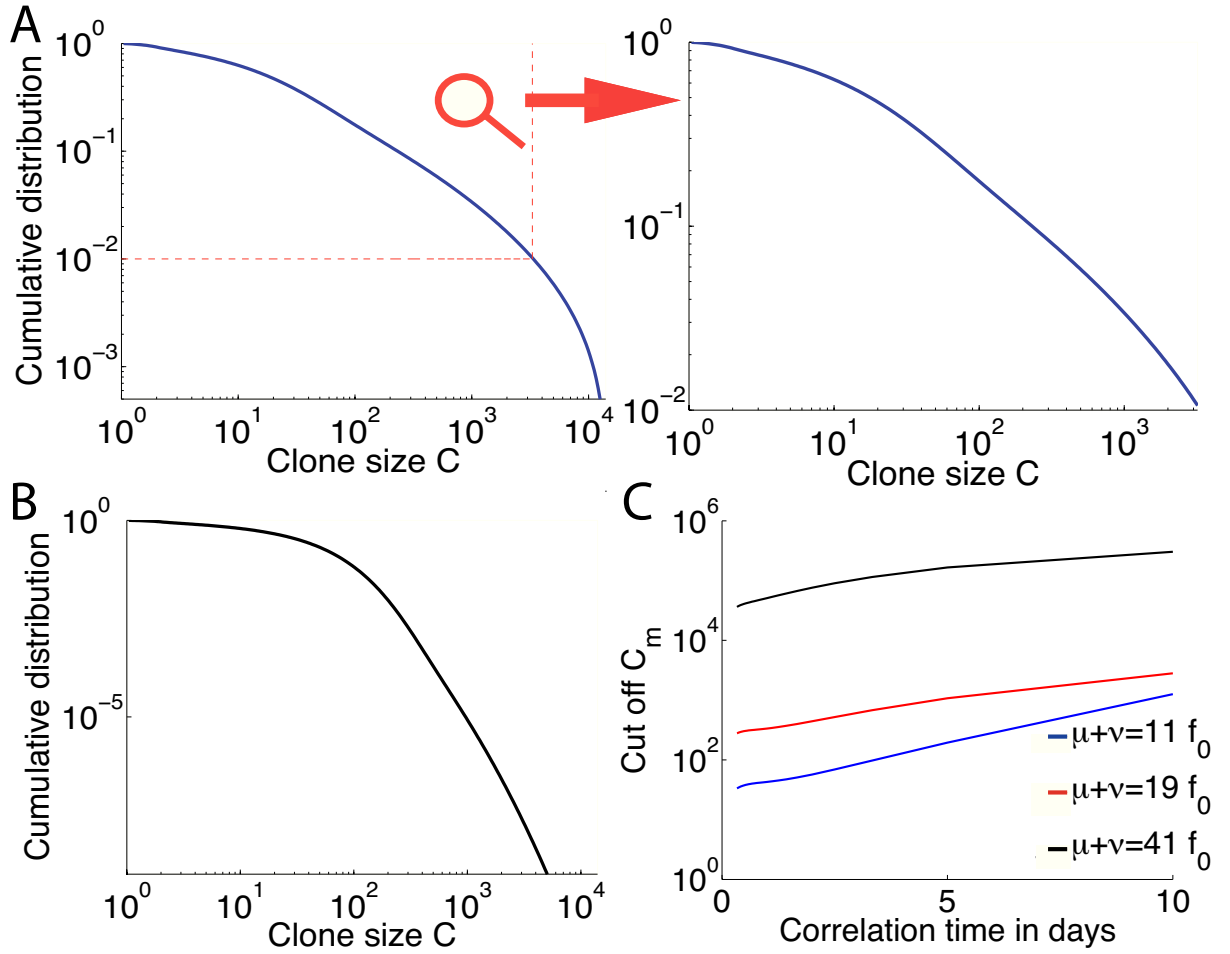 A
Cumulative distribution
10^0
10^-1
10^-2
10^-3
10^0
10^1
10^2
10^3
10^4
Clone size C
10^0
10^-1
10^-2
10^0
10^1
10^2
10^3
Clone size C
B
Cumulative distribution
10^0
10^-5
10^0
10^1
10^2
10^3
10^4
Clone size C
C
Cut off C_m
10^6
10^4
10^2
10^0
0
5
10
Correlation time in days
μ+ν=11 f_0
μ+ν=19 f_0
μ+ν=41 f_0